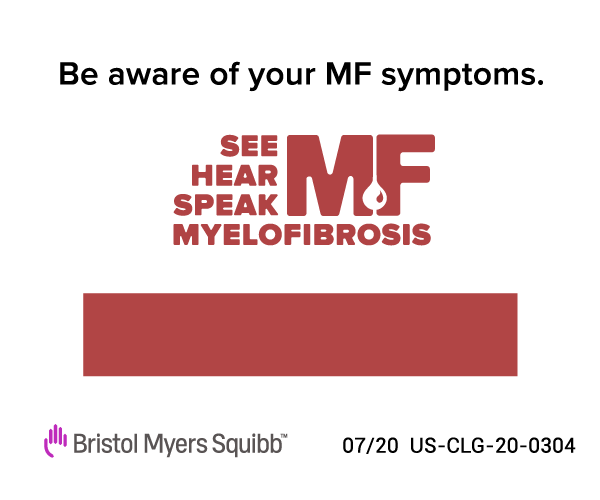 Be aware of your MF symptoms.
SEE
HEAR
SPEAK
MF
MYELOFIBROSIS
Bristol Myers Squibb™
07/20 US-CLG-20-0304